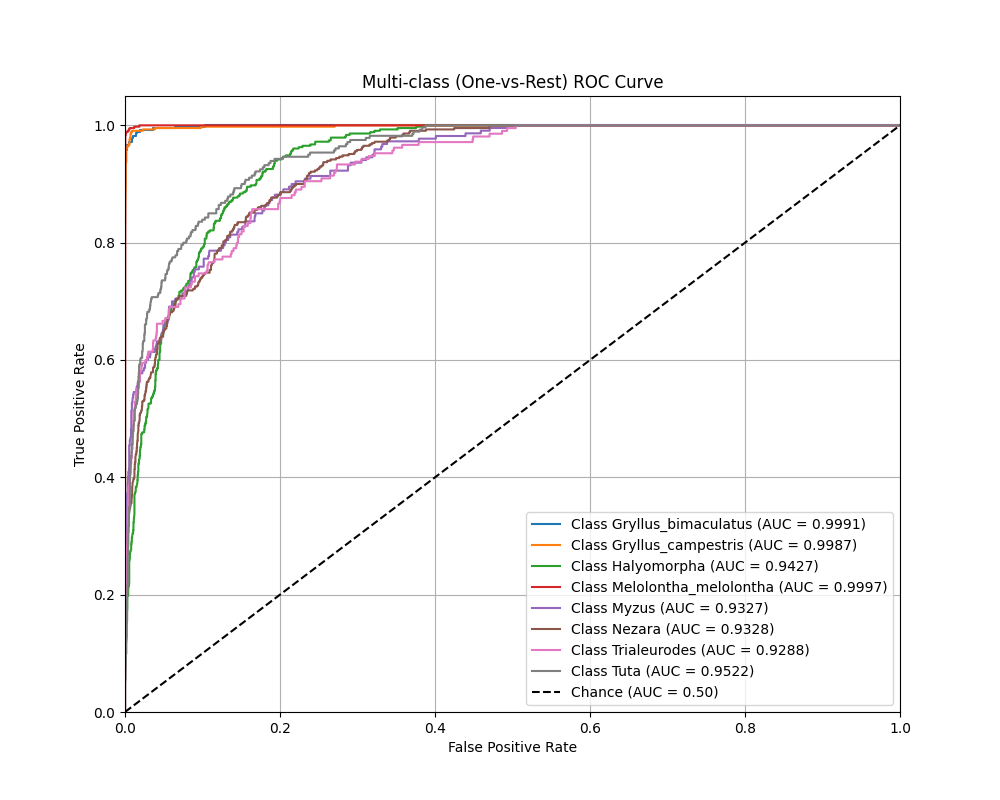 Multi-class (One-vs-Rest) ROC Curve
True Positive Rate
1.0
0.8
0.6
0.4
0.2
0.0
Class Gryllus_bimaculatus (AUC = 0.9991)
Class Gryllus_campestris (AUC = 0.9987)
Class Halyomorpha (AUC = 0.9427)
Class Melolontha_melolontha (AUC = 0.9997)
Class Myzus (AUC = 0.9327)
Class Nezara (AUC = 0.9328)
Class Trialeurodes (AUC = 0.9288)
Class Tuta (AUC = 0.9522)
Chance (AUC = 0.50)
0.0 0.2 0.4 0.6 0.8 1.0
False Positive Rate